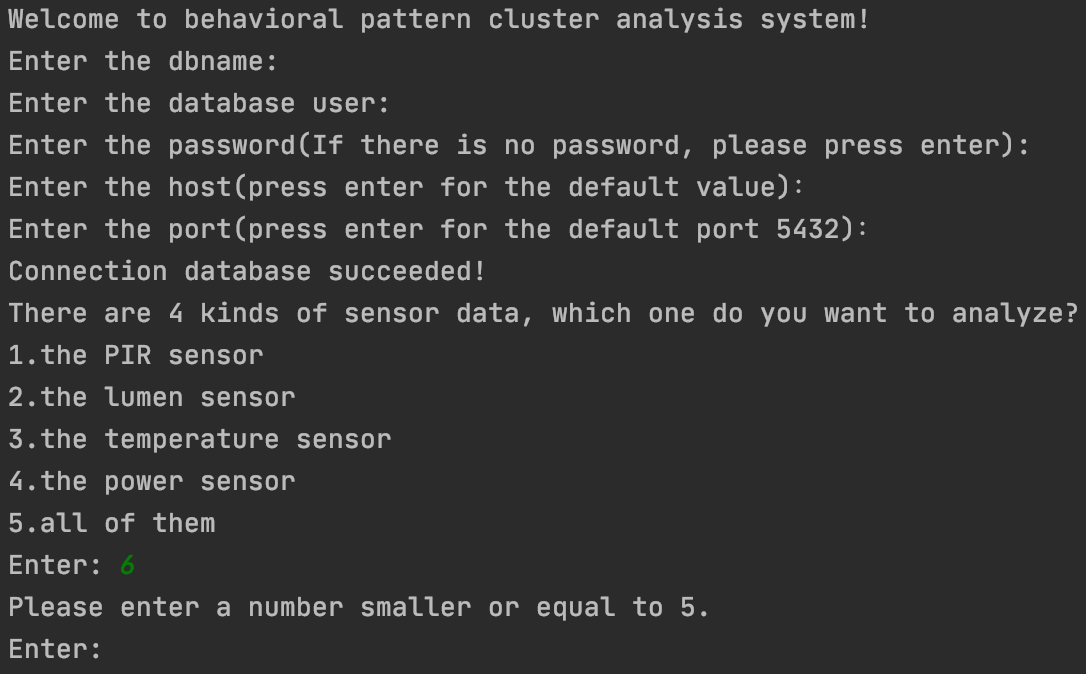 Welcome to behavioral pattern cluster analysis system!
Enter the dbname:
Enter the database user:
Enter the password(If there is no password, please press enter):
Enter the host(press enter for the default value):
Enter the port(press enter for the default port 5432):
Connection database succeeded!
There are 4 kinds of sensor data, which one do you want to analyze?
1.the PIR sensor
2.the lumen sensor
3.the temperature sensor
4.the power sensor
5.all of them
Enter: 6
Please enter a number smaller or equal to 5.
Enter: